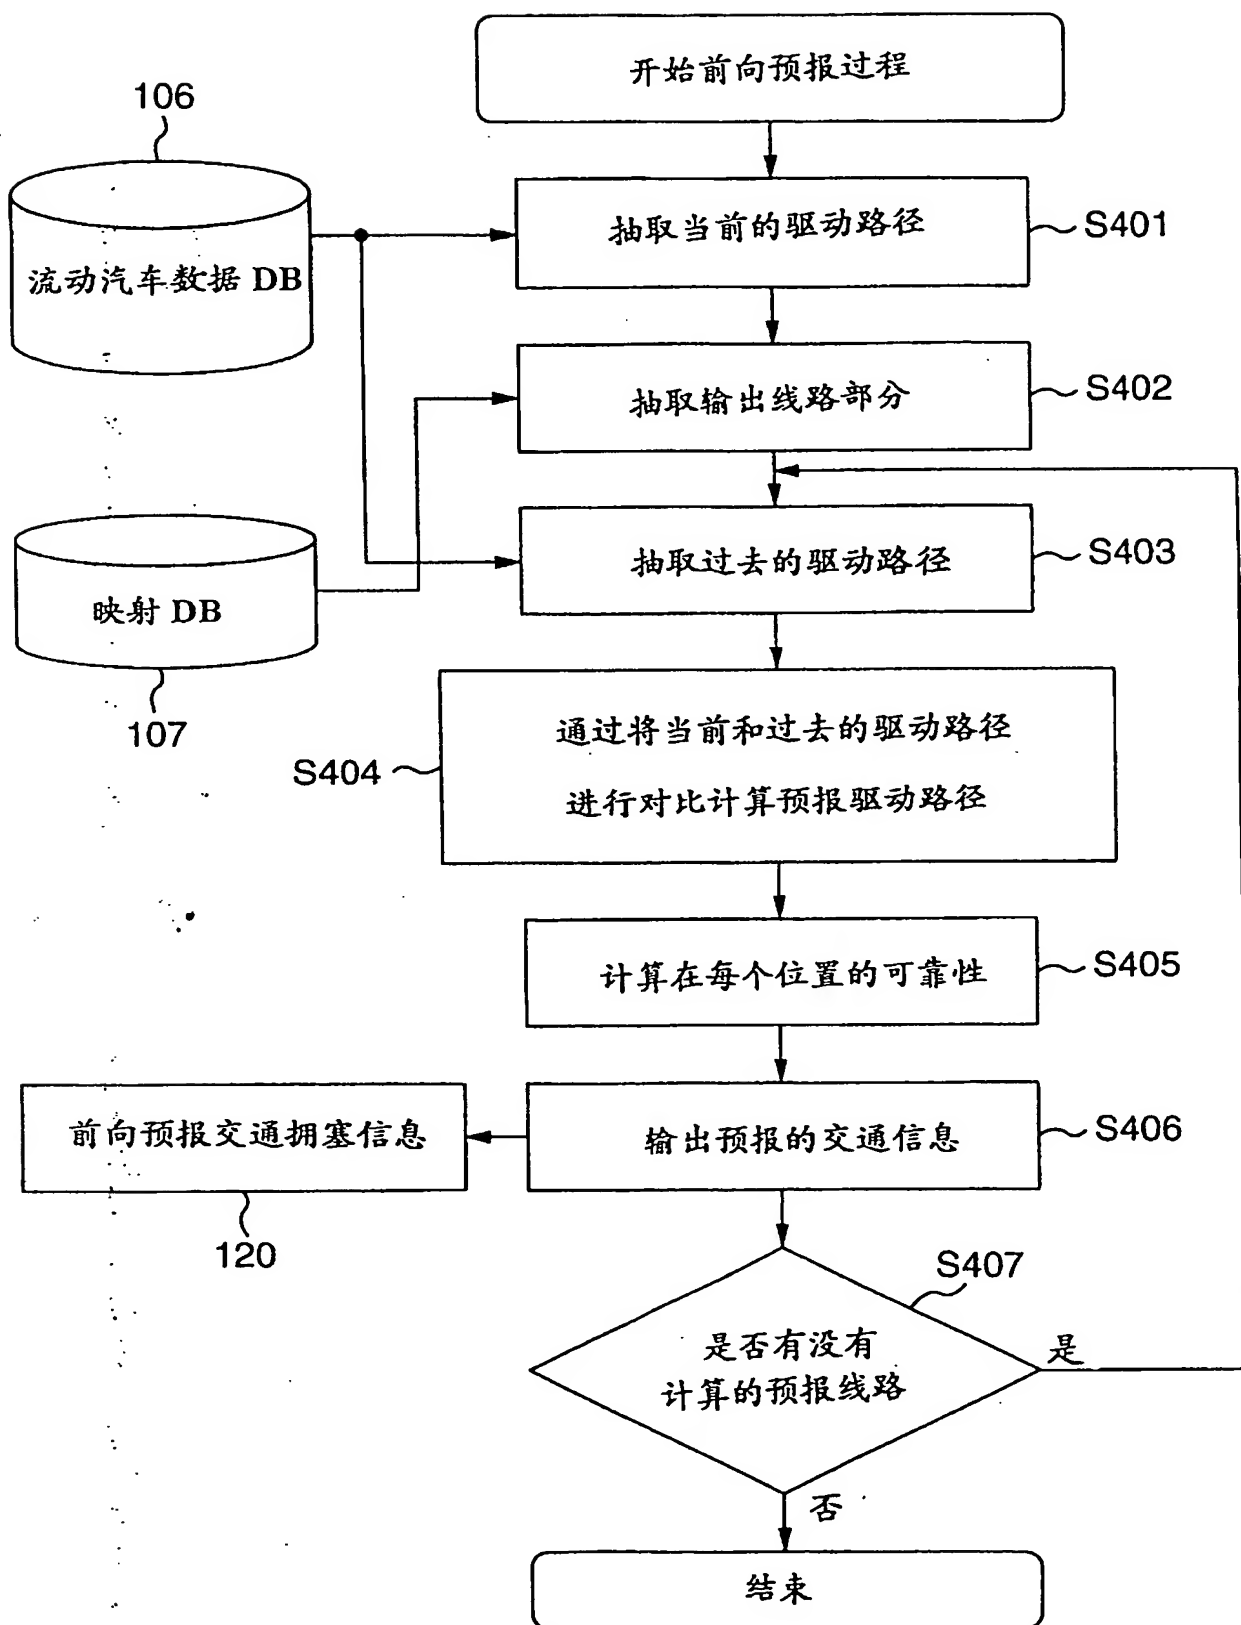 开始前向预报过程
106
抽取当前的驱动路径
S401
流动汽车数据 DB
抽取输出线路部分
S402
抽取过去的驱动路径
S403
映射 DB
107
通过将当前和过去的驱动路径
进行对比计算预报驱动路径
S404
计算在每个位置的可靠性
S405
前向预报交通拥塞信息
120
输出预报的交通信息
S406
S407
是否有没有
计算的预报线路
是
否
结束